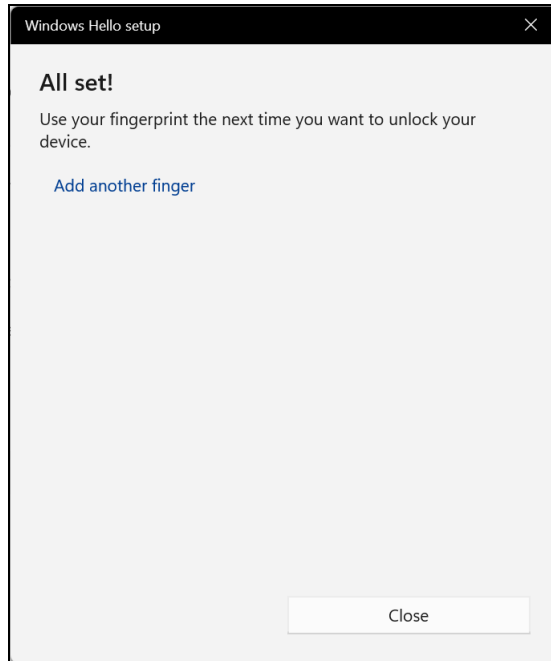 Windows Hello setup
All set!
Use your fingerprint the next time you want to unlock your
device.
Add another finger
Close